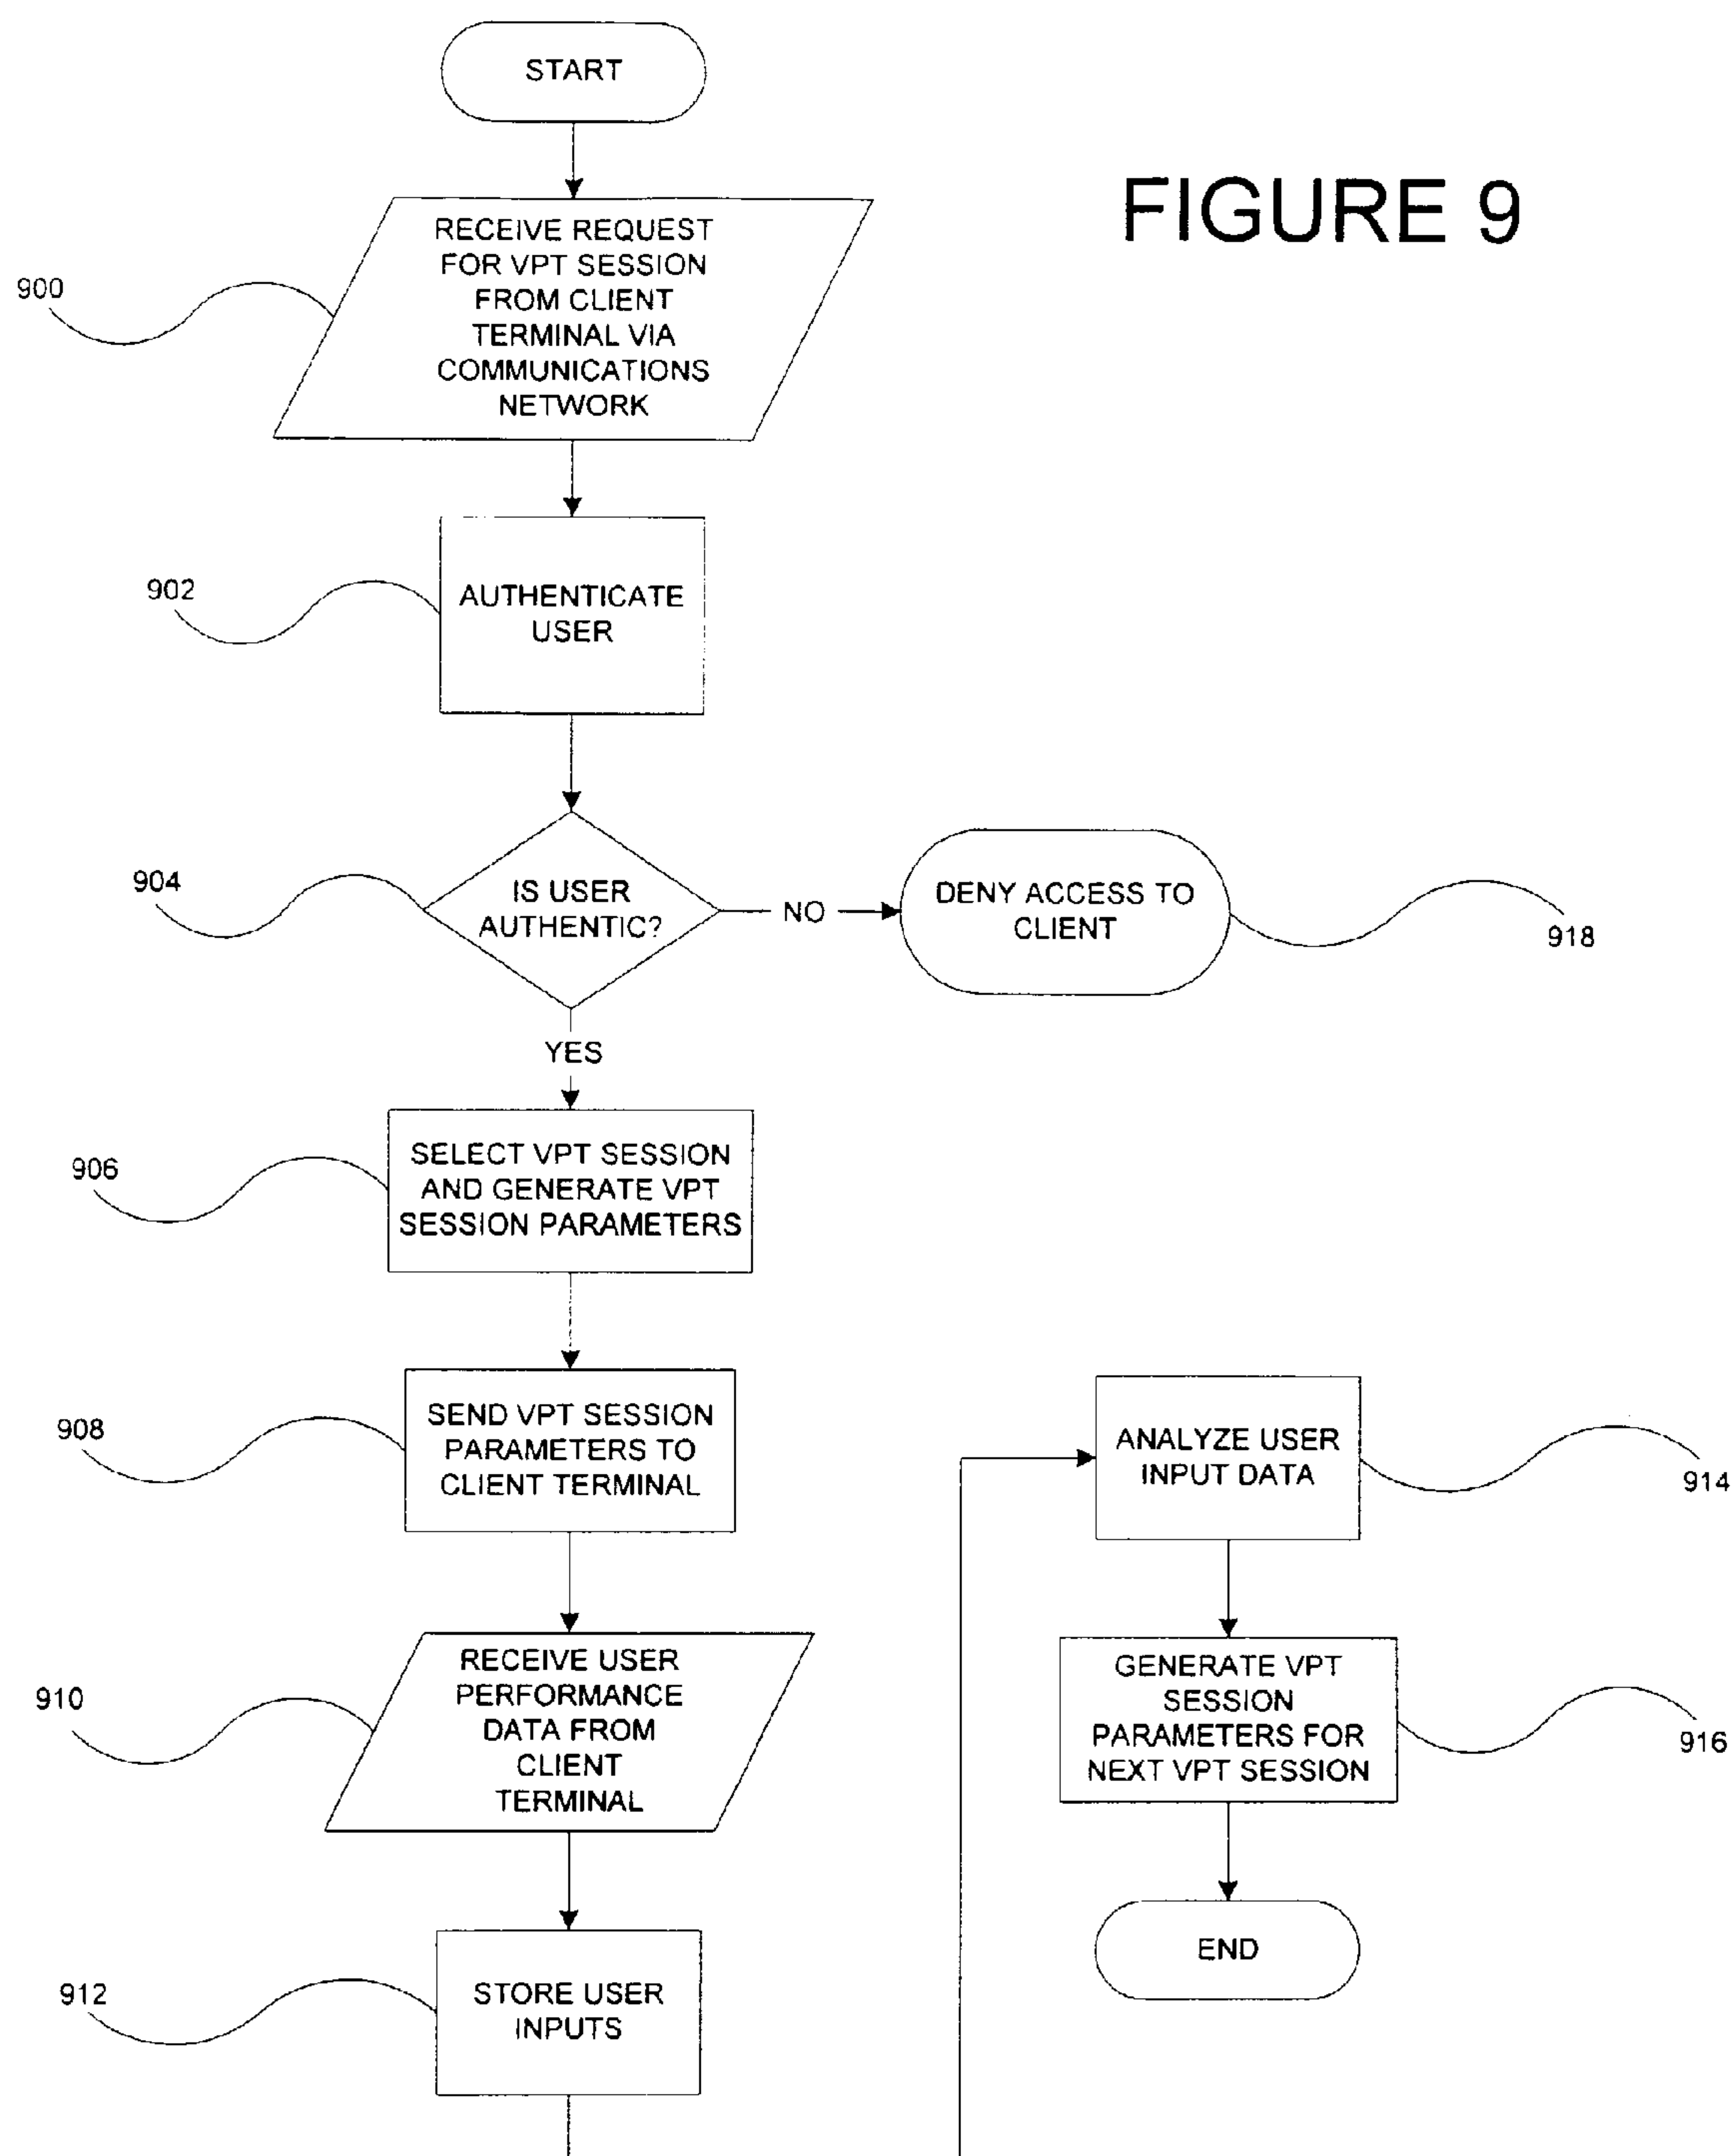 START
FIGURE 9
RECEIVE REQUEST
FOR VPT SESSION
FROM CLIENT
TERMINAL VIA
COMMUNICATIONS
NETWORK
900
AUTHENTICATE
USER
902
IS USER
AUTHENTIC?
904
NO
DENY ACCESS TO
CLIENT
918
YES
SELECT VPT SESSION
AND GENERATE VPT
SESSION PARAMETERS
906
SEND VPT SESSION
PARAMETERS TO
CLIENT TERMINAL
908
RECEIVE USER
PERFORMANCE
DATA FROM
CLIENT
TERMINAL
910
STORE USER
INPUTS
912
ANALYZE USER
INPUT DATA
914
GENERATE VPT
SESSION
PARAMETERS FOR
NEXT VPT SESSION
916
END